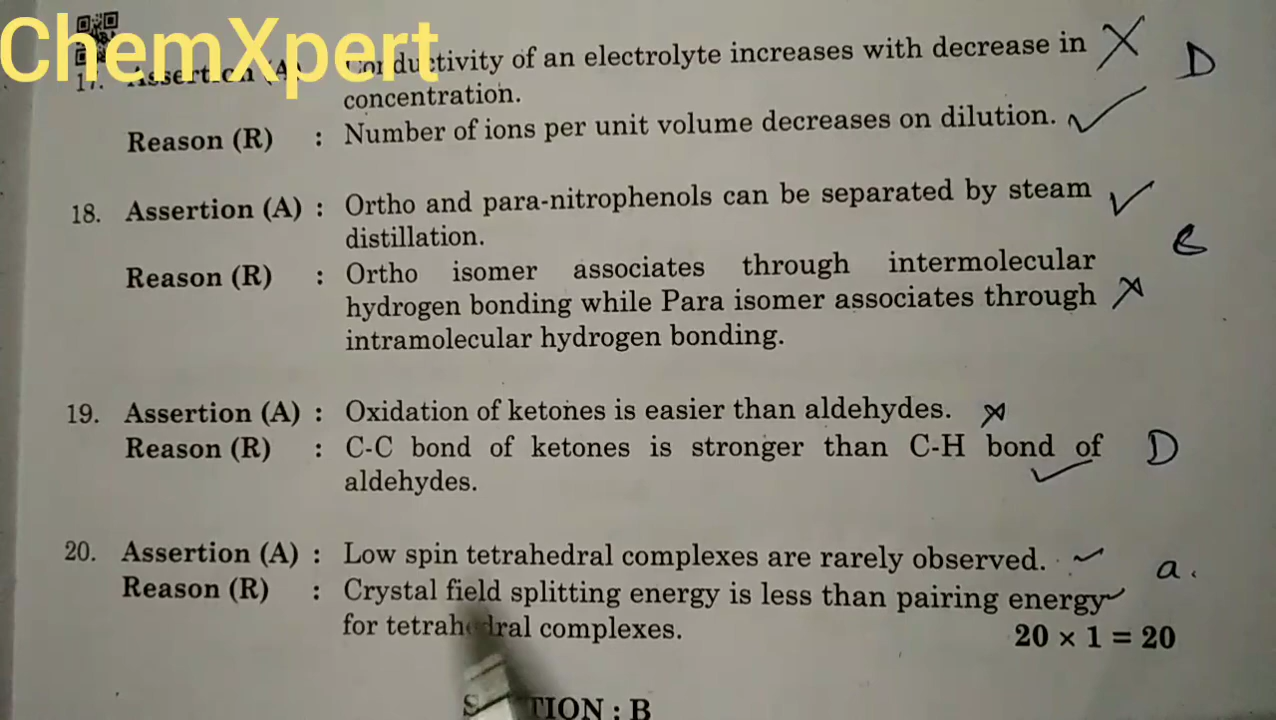 ChemXpert
17. Assertion (A) : Conductivity of an electrolyte increases with decrease in X D
concentration.
Reason (R) : Number of ions per unit volume decreases on dilution. ✓
18. Assertion (A) : Ortho and para-nitrophenols can be separated by steam ✓
distillation.
Reason (R) : Ortho isomer associates through intermolecular
hydrogen bonding while Para isomer associates through X
intramolecular hydrogen bonding.
19. Assertion (A) : Oxidation of ketones is easier than aldehydes. X
Reason (R) : C-C bond of ketones is stronger than C-H bond of D
aldehydes. ✓
20. Assertion (A) : Low spin tetrahedral complexes are rarely observed. ✓ a.
Reason (R) : Crystal field splitting energy is less than pairing energy ✓
for tetrahedral complexes.
20 × 1 = 20
: B